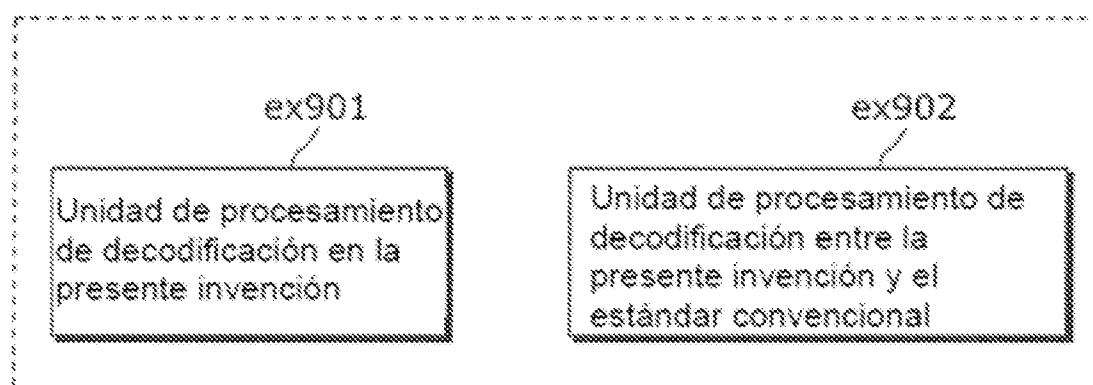 ex901
Unidad de procesamiento
de decodificación en la
presente invención
ex902
Unidad de procesamiento de
decodificación entre la
presente invención y el
estándar convencional